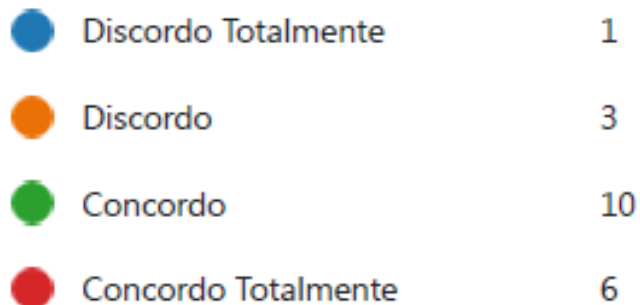 Discordo Totalmente 1
Discordo 3
Concordo 10
Concordo Totalmente 6